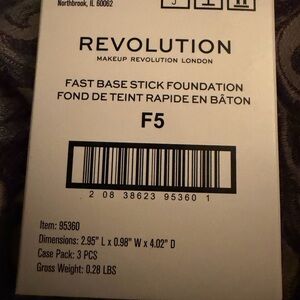 Northbrook, IL 60062
REVOLUTION
MAKEUP REVOLUTION LONDON
FAST BASE STICK FOUNDATION
FOND DE TEINT RAPIDE EN BÂTON
F5
2 08 38623 95360 1
Item: 95360
Dimensions: 2.95" L x 0.98" W x 4.02" D
Case Pack: 3 PCS
Gross Weight: 0.28 LBS